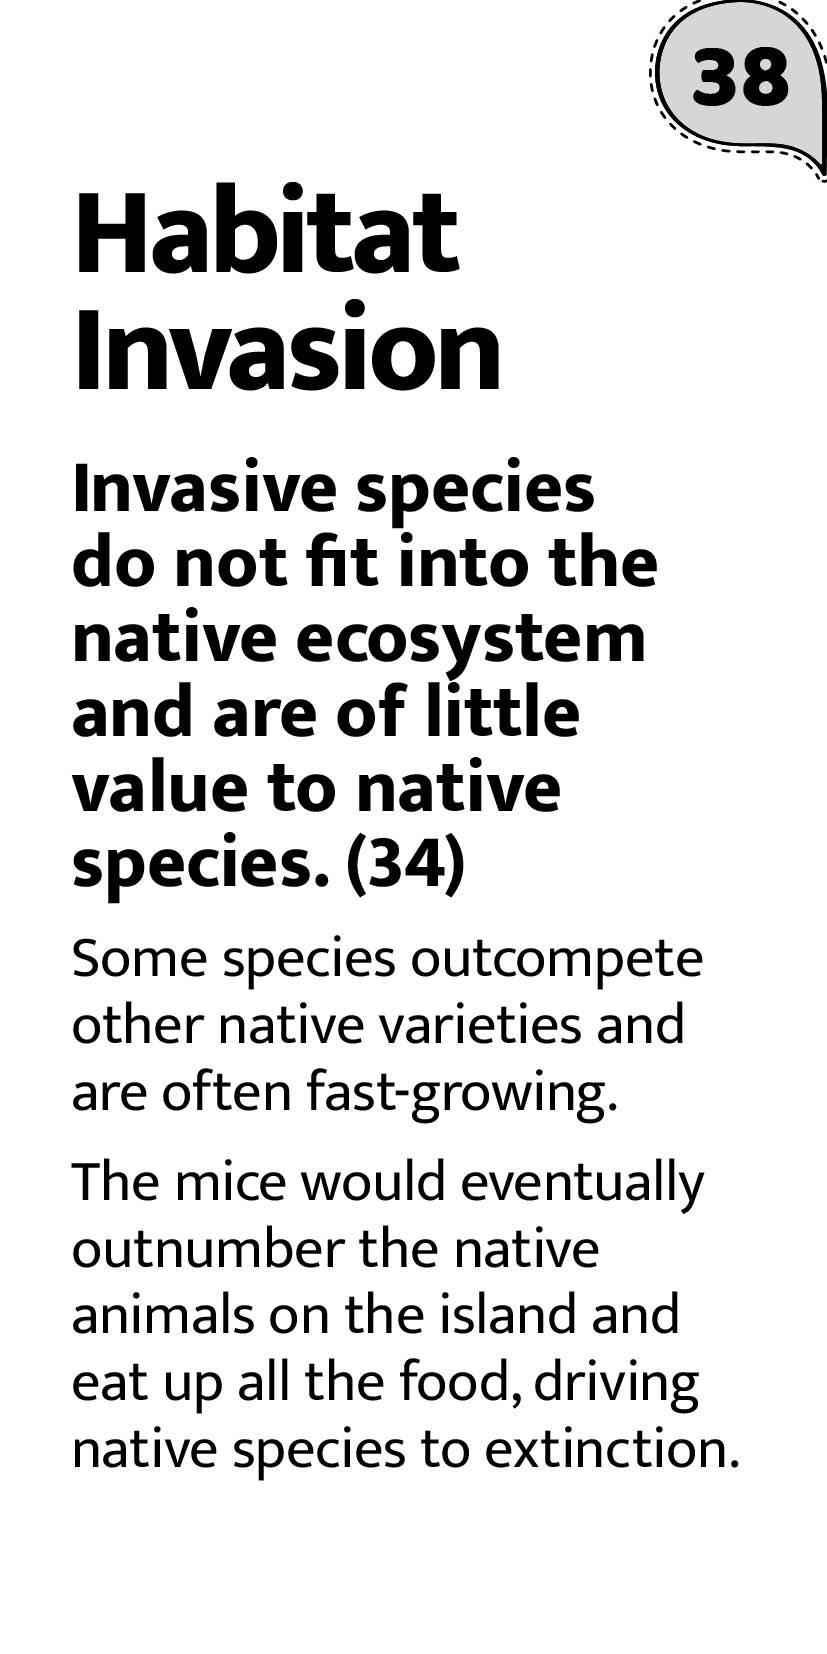 38
Habitat
Invasion
Invasive species
do not fit into the
native ecosystem
and are of little
value to native
species. (34)
Some species outcompete
other native varieties and
are often fast-growing.
The mice would eventually
outnumber the native
animals on the island and
eat up all the food, driving
native species to extinction.